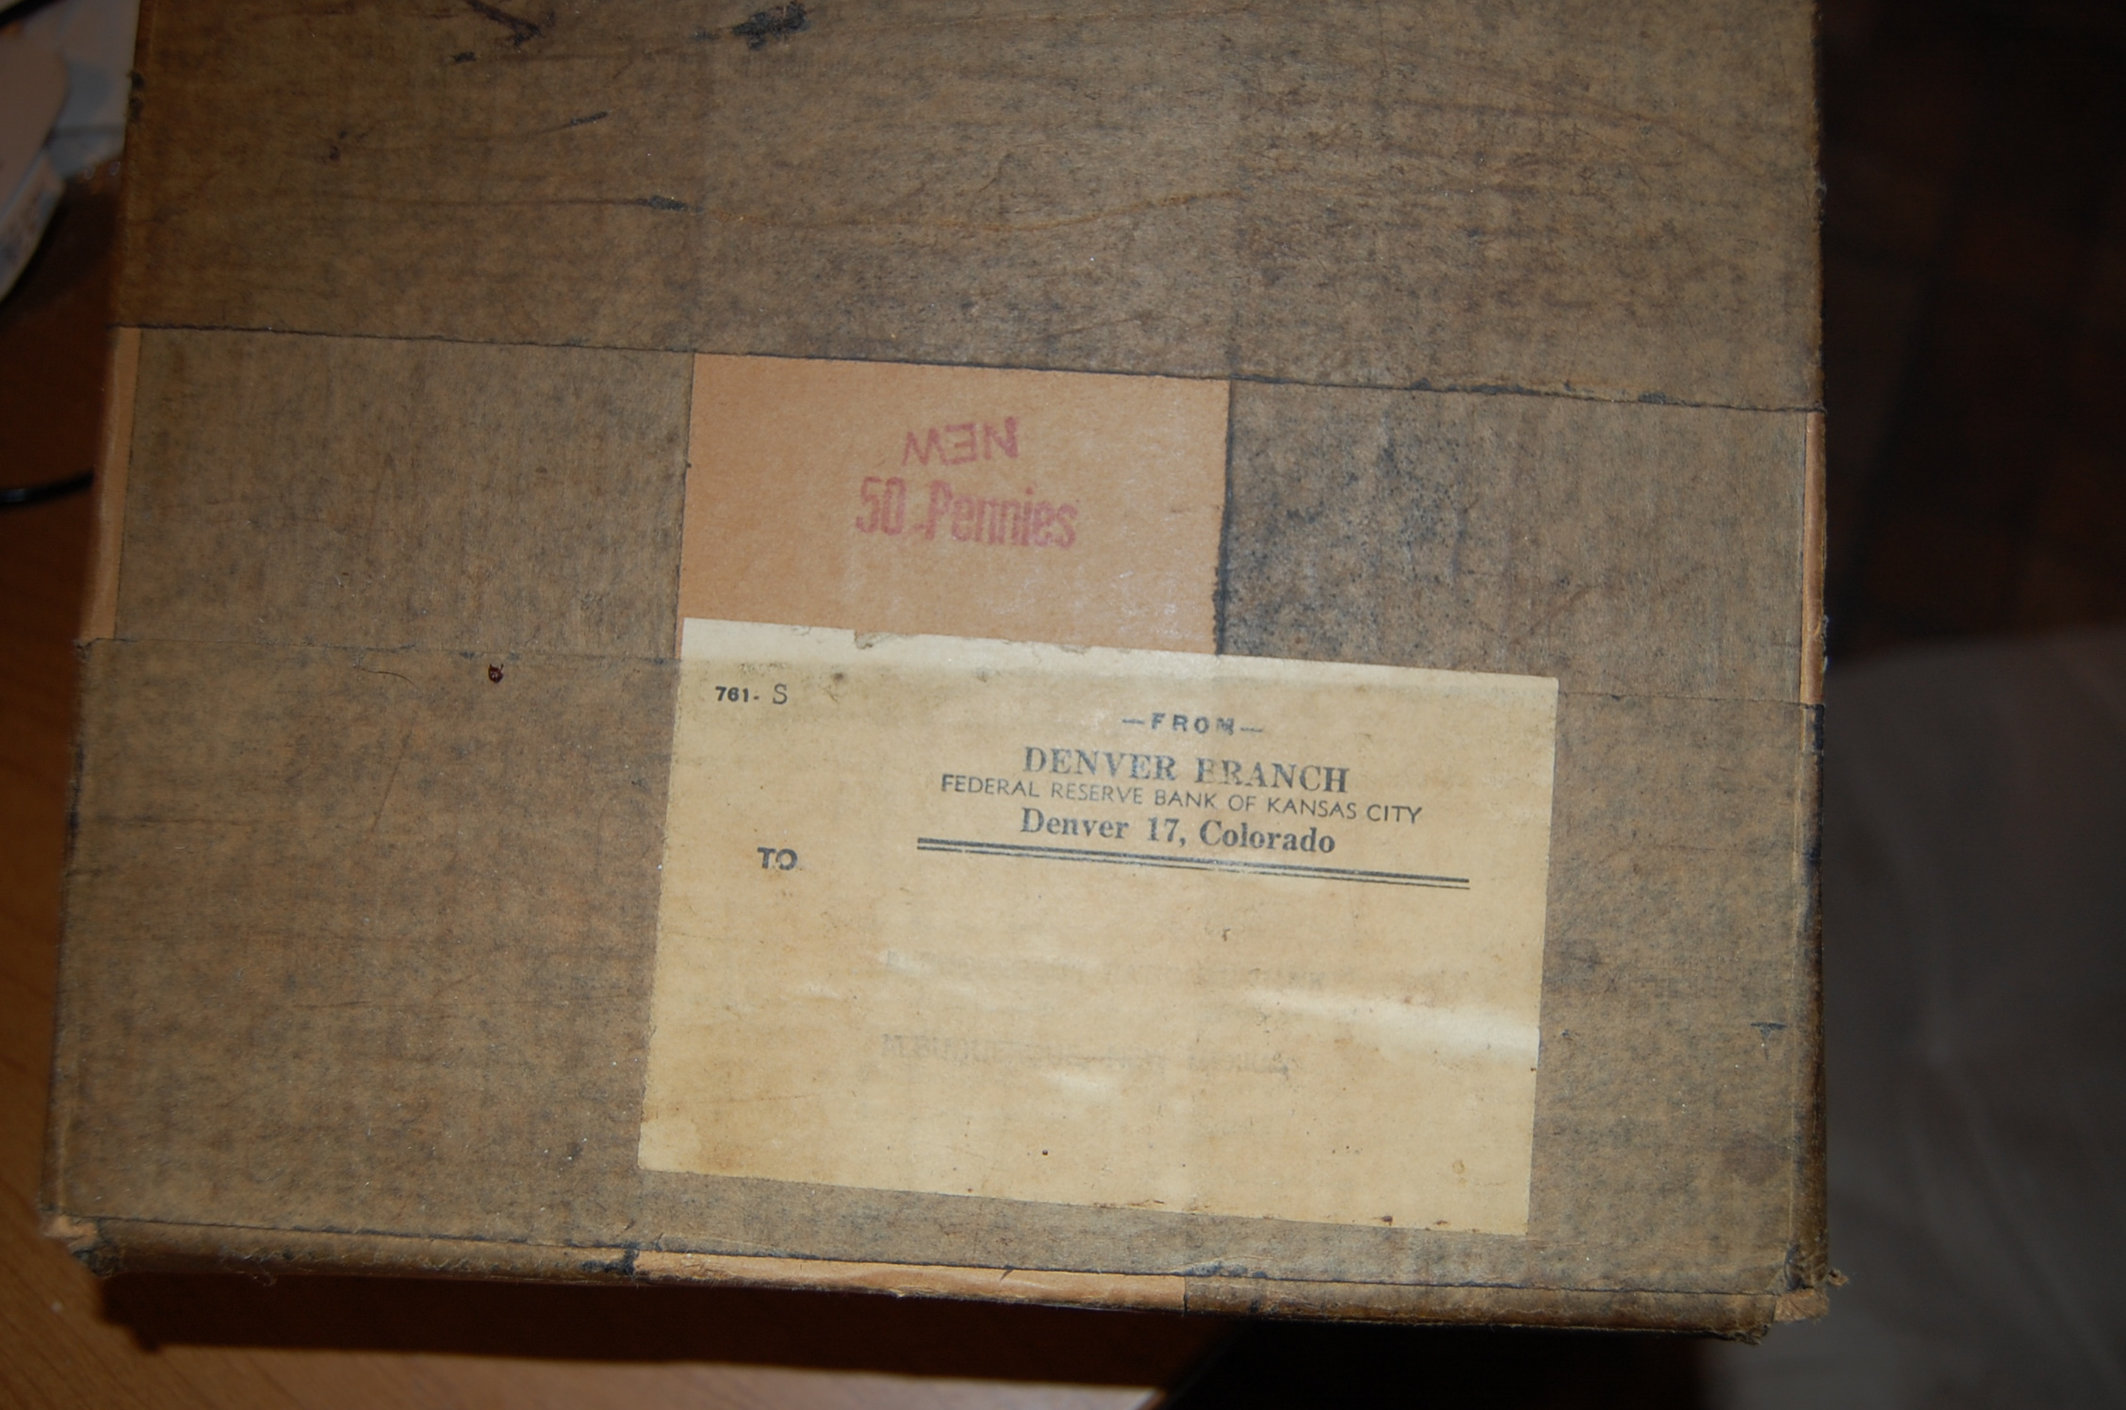 NEW
50 Pennies
761- S
—FROM—
DENVER BRANCH
FEDERAL RESERVE BANK OF KANSAS CITY
Denver 17, Colorado
TO